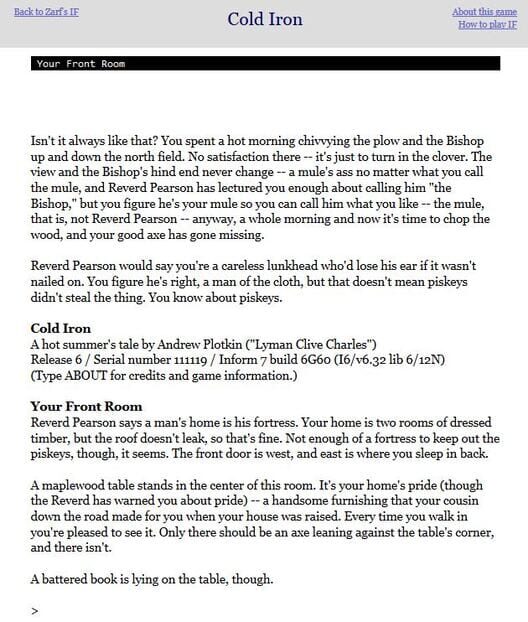 Back to Zarf's IF
Cold Iron
About this game
How to play IF
Your Front Room
Isn't it always like that? You spent a hot morning chivvying the plow and the Bishop
up and down the north field. No satisfaction there -- it's just to turn in the clover. The
view and the Bishop's hind end never change -- a mule's ass no matter what you call
the mule, and Reverd Pearson has lectured you enough about calling him "the
Bishop," but you figure he's your mule so you can call him what you like -- the mule,
that is, not Reverd Pearson -- anyway, a whole morning and now it's time to chop the
wood, and your good axe has gone missing.
Reverd Pearson would say you're a careless lunkhead who'd lose his ear if it wasn't
nailed on. You figure he's right, a man of the cloth, but that doesn't mean piskeys
didn't steal the thing. You know about piskeys.
Cold Iron
A hot summer's tale by Andrew Plotkin ("Lyman Clive Charles")
Release 6 / Serial number 111119 / Inform 7 build 6G60 (I6/v6.32 lib 6/12N)
(Type ABOUT for credits and game information.)
Your Front Room
Reverd Pearson says a man's home is his fortress. Your home is two rooms of dressed
timber, but the roof doesn't leak, so that's fine. Not enough of a fortress to keep out the
piskeys, though, it seems. The front door is west, and east is where you sleep in back.
A maplewood table stands in the center of this room. It's your home's pride (though
the Reverd has warned you about pride) -- a handsome furnishing that your cousin
down the road made for you when your house was raised. Every time you walk in
you're pleased to see it. Only there should be an axe leaning against the table's corner,
and there isn't.
A battered book is lying on the table, though.
>